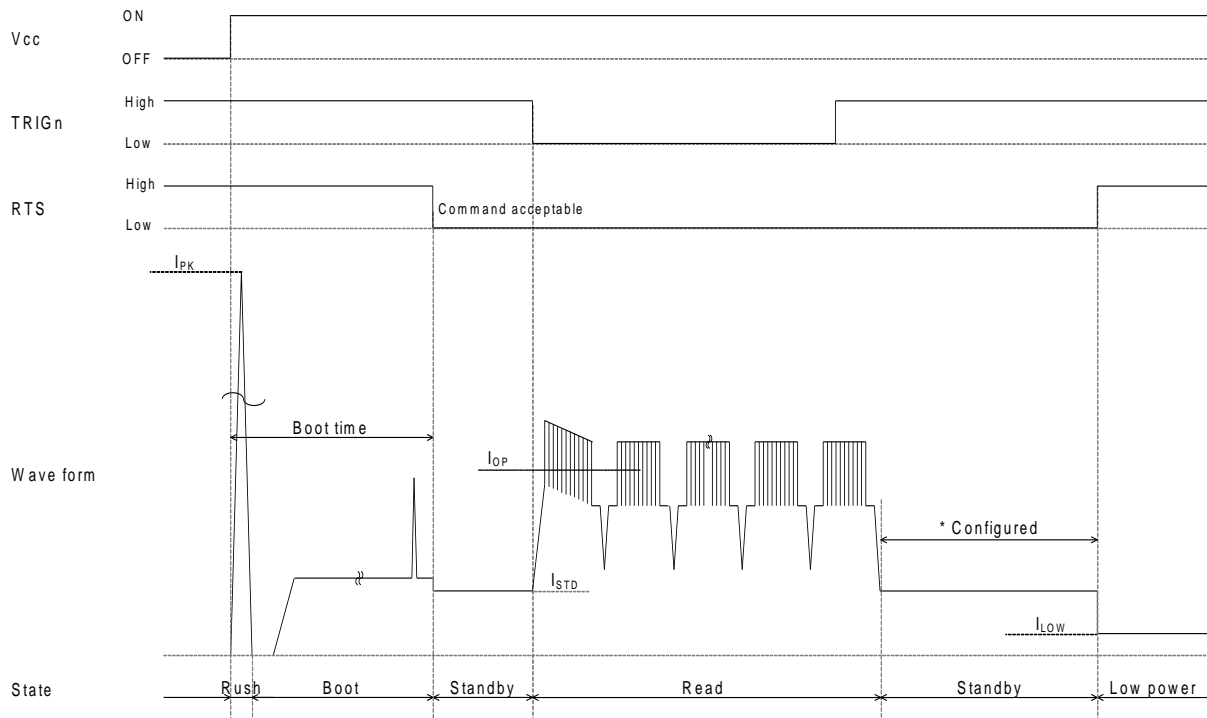 ON
Vcc
OFF
High
TRIGn
Low
High
RTS
Command acceptable
Low
IPK
Boot time
IOP
Wave form
* Configured
ISTD
ILOW
State Rush Boot Standby Read Standby Low power